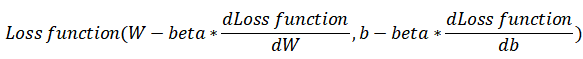 Loss function(W − beta * dLoss function/dW, b − beta * dLoss function/db)